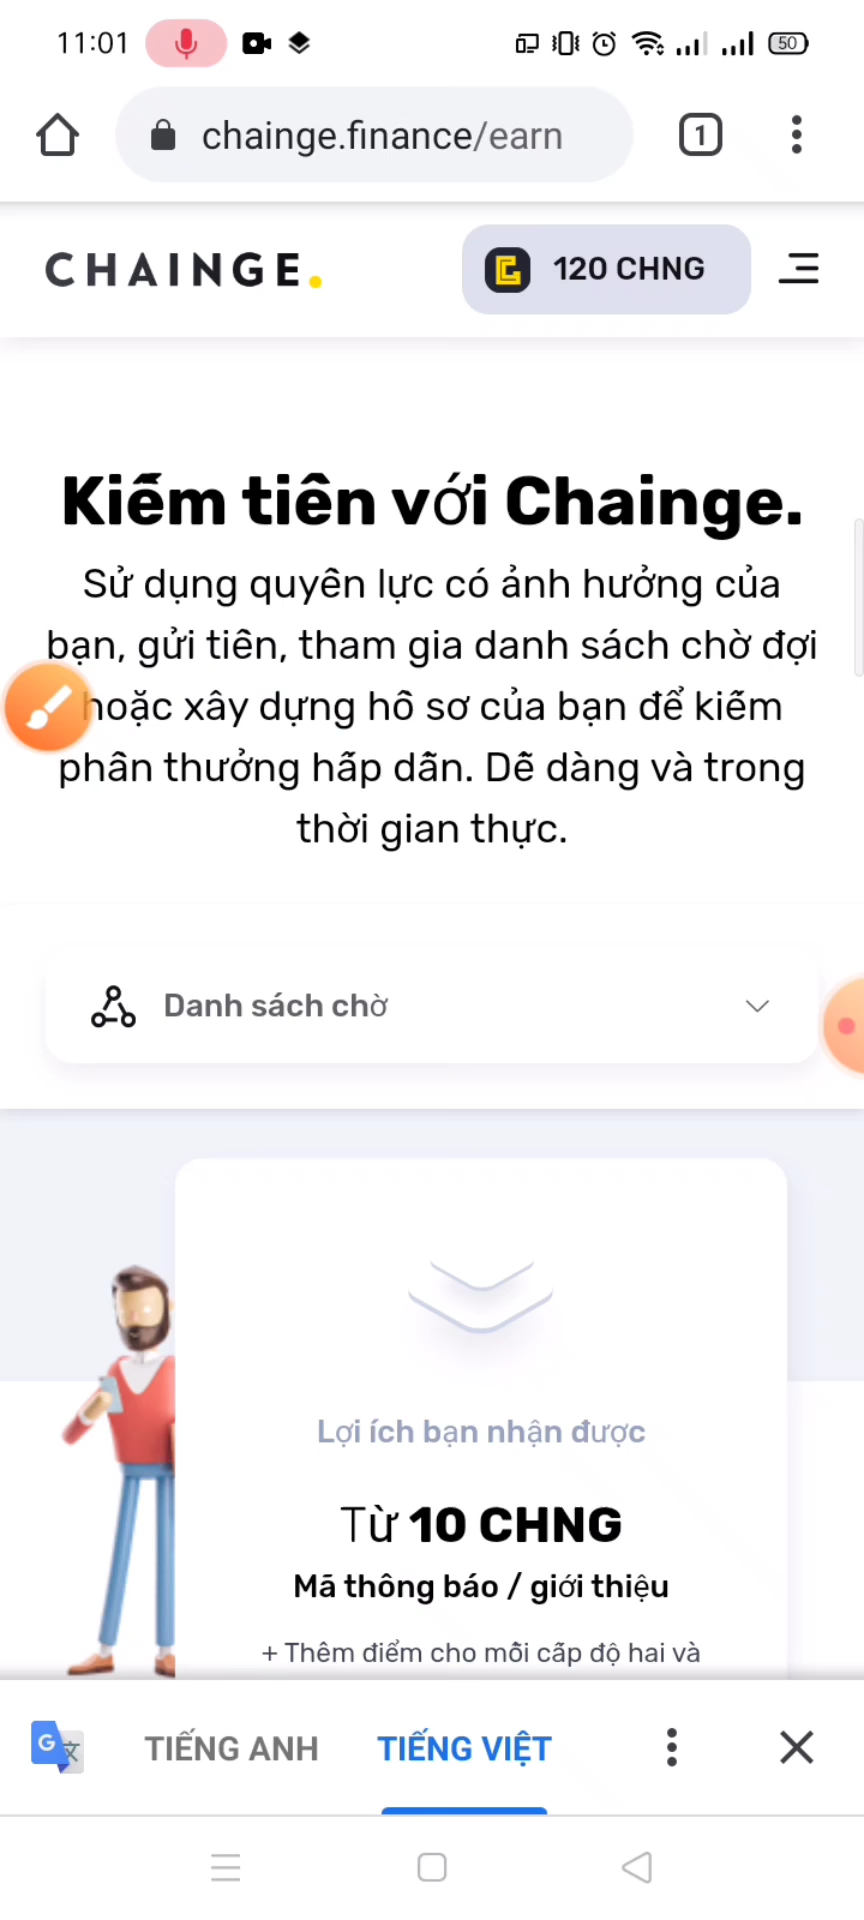 11:01
50
chainge.finance/earn
1
CHAINGE.
120 CHNG
Kiếm tiền với Chainge.
Sử dụng quyền lực có ảnh hưởng của
bạn, gửi tiền, tham gia danh sách chờ đợi
hoặc xây dựng hồ sơ của bạn để kiếm
phần thưởng hấp dẫn. Dễ dàng và trong
thời gian thực.
Danh sách chờ
Lợi ích bạn nhận được
Từ 10 CHNG
Mã thông báo / giới thiệu
+ Thêm điểm cho mỗi cấp độ hai và
G 文
TIẾNG ANH
TIẾNG VIỆT